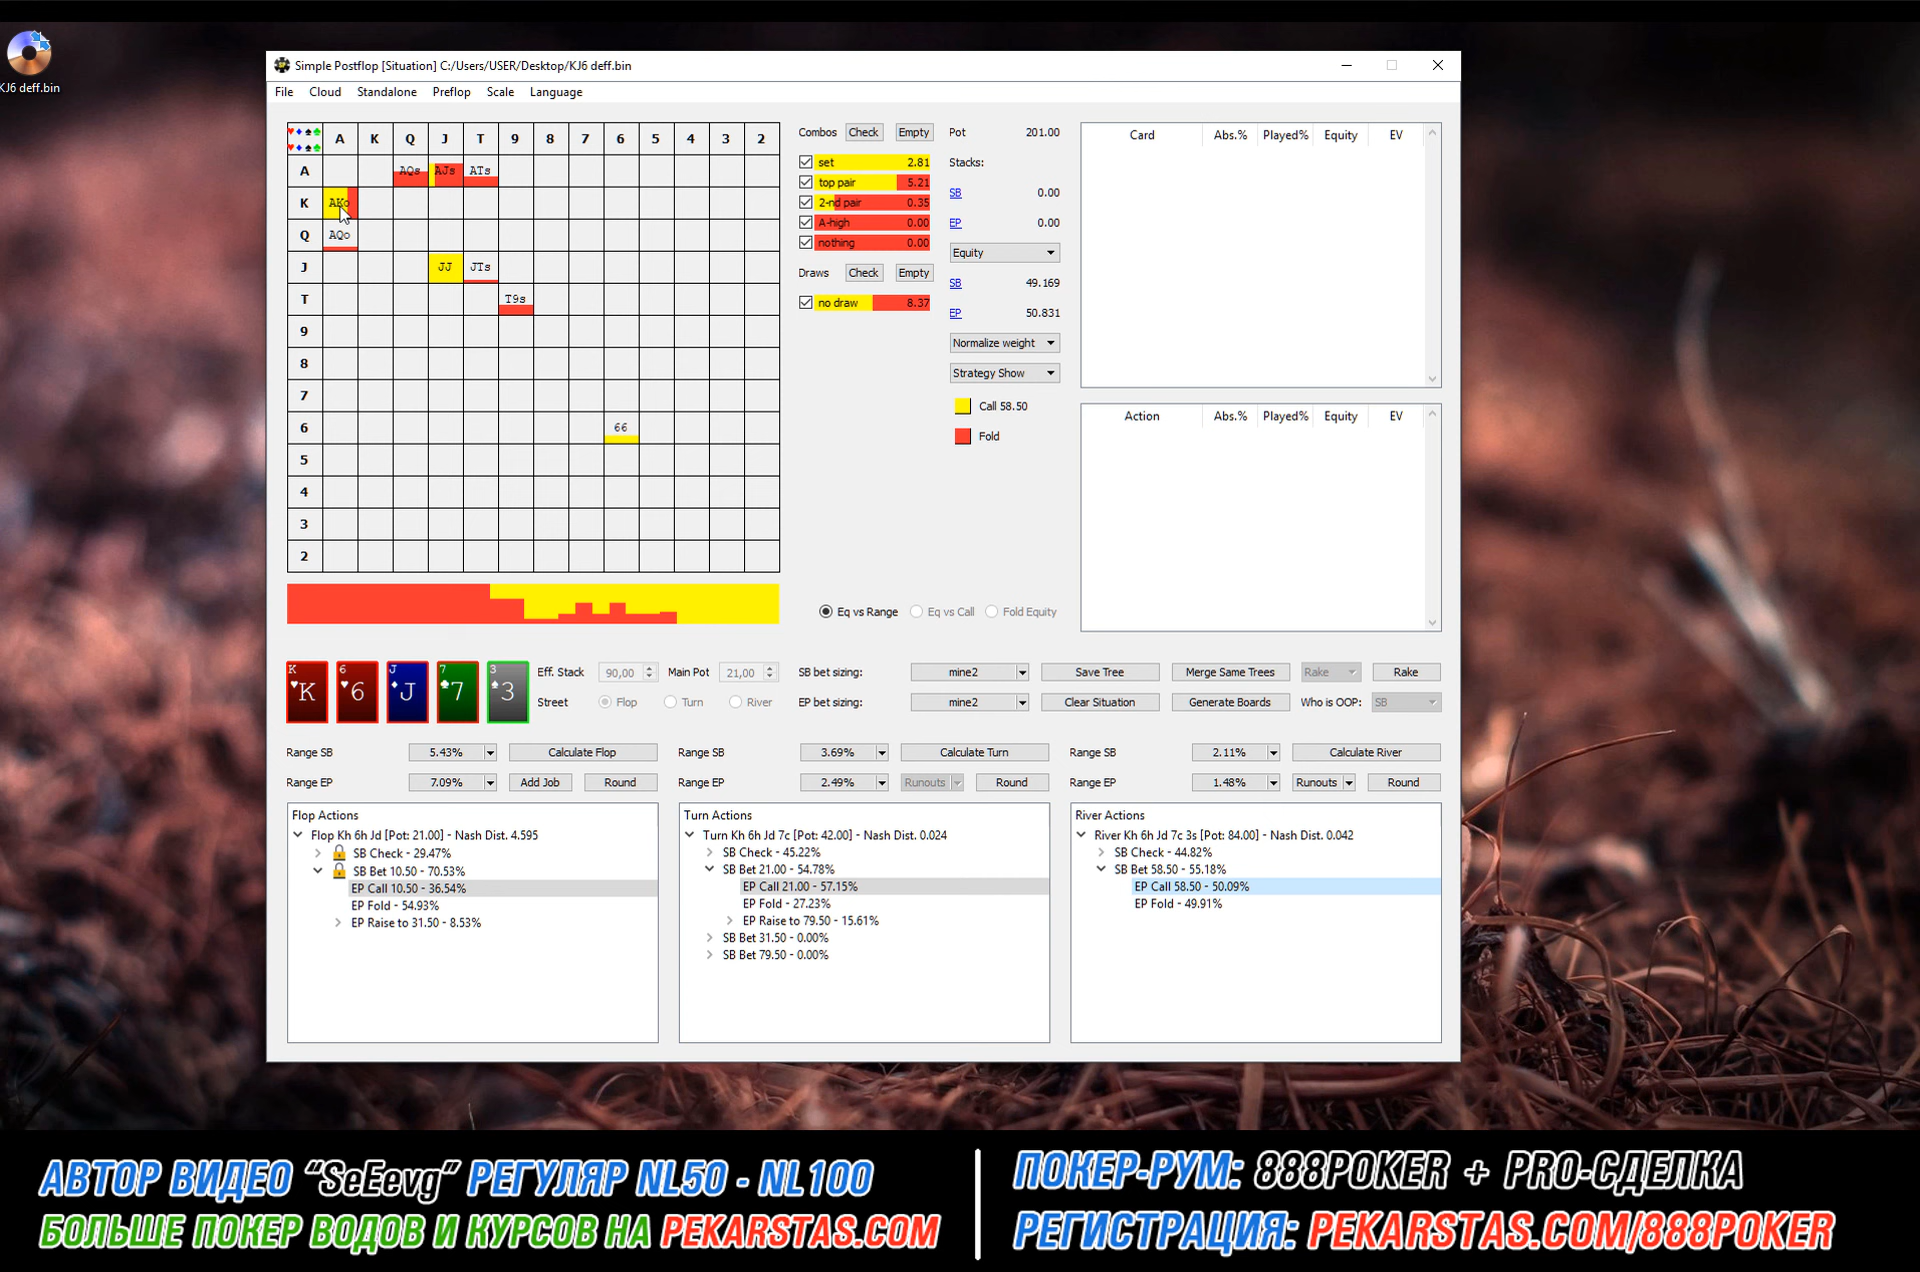 KJ6 deff.bin
Simple Postflop [Situation] C:/Users/USER/Desktop/KJ6 deff.bin
File Cloud Standalone Preflop Scale Language
A K Q J T 9 8 7 6 5 4 3 2
A AQs AJs ATs
K AKo
Q AQo
J JJ JTs
T T9s
9
8
7
6 66
5
4
3
2
Combos Check Empty
set 2.81
top pair 5.21
2-nd pair 0.35
A-high 0.00
nothing 0.00
Draws Check Empty
no draw 8.37
Pot 201.00
Stacks:
SB 0.00
EP 0.00
Equity
SB 49.169
EP 50.831
Normalize weight
Strategy Show
Call 58.50
Fold
Card Abs.% Played% Equity EV
Action Abs.% Played% Equity EV
Eq vs Range Eq vs Call Fold Equity
K K 6 6 J J 7 7 3 3
Eff. Stack 90,00 Main Pot 21,00
Street Flop Turn River
SB bet sizing: mine2 Save Tree Merge Same Trees Rake Rake
EP bet sizing: mine2 Clear Situation Generate Boards Who is OOP: SB
Range SB 5.43% Calculate Flop
Range EP 7.09% Add Job Round
Range SB 3.69% Calculate Turn
Range EP 2.49% Runouts Round
Range SB 2.11% Calculate River
Range EP 1.48% Runouts Round
Flop Actions
Flop Kh 6h Jd [Pot: 21.00] - Nash Dist. 4.595
SB Check - 29.47%
SB Bet 10.50 - 70.53%
EP Call 10.50 - 36.54%
EP Fold - 54.93%
EP Raise to 31.50 - 8.53%
Turn Actions
Turn Kh 6h Jd 7c [Pot: 42.00] - Nash Dist. 0.024
SB Check - 45.22%
SB Bet 21.00 - 54.78%
EP Call 21.00 - 57.15%
EP Fold - 27.23%
EP Raise to 79.50 - 15.61%
SB Bet 31.50 - 0.00%
SB Bet 79.50 - 0.00%
River Actions
River Kh 6h Jd 7c 3s [Pot: 84.00] - Nash Dist. 0.042
SB Check - 44.82%
SB Bet 58.50 - 55.18%
EP Call 58.50 - 50.09%
EP Fold - 49.91%
АВТОР ВИДЕО "SeEevg" РЕГУЛЯР NL50 - NL100
БОЛЬШЕ ПОКЕР ВОДОВ И КУРСОВ НА PEKARSTAS.COM
ПОКЕР-РУМ: 888POKER + PRO-СДЕЛКА
РЕГИСТРАЦИЯ: PEKARSTAS.COM/888POKER